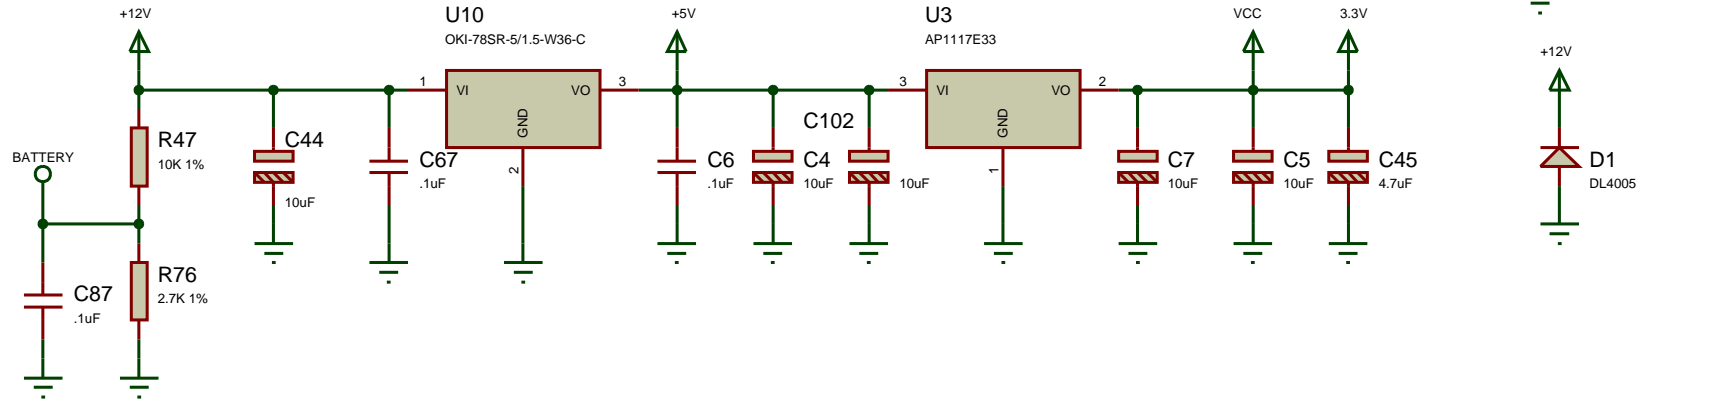 +12V
U10
OKI-78SR-5/1.5-W36-C
+5V
U3
AP1117E33
VCC
3.3V
+12V
1
VI
VO
3
GND
2
3
VI
VO
2
GND
1
BATTERY
R47
10K 1%
C44
10uF
C67
.1uF
C6
.1uF
C4
10uF
C102
10uF
C7
10uF
C5
10uF
C45
4.7uF
D1
DL4005
C87
.1uF
R76
2.7K 1%